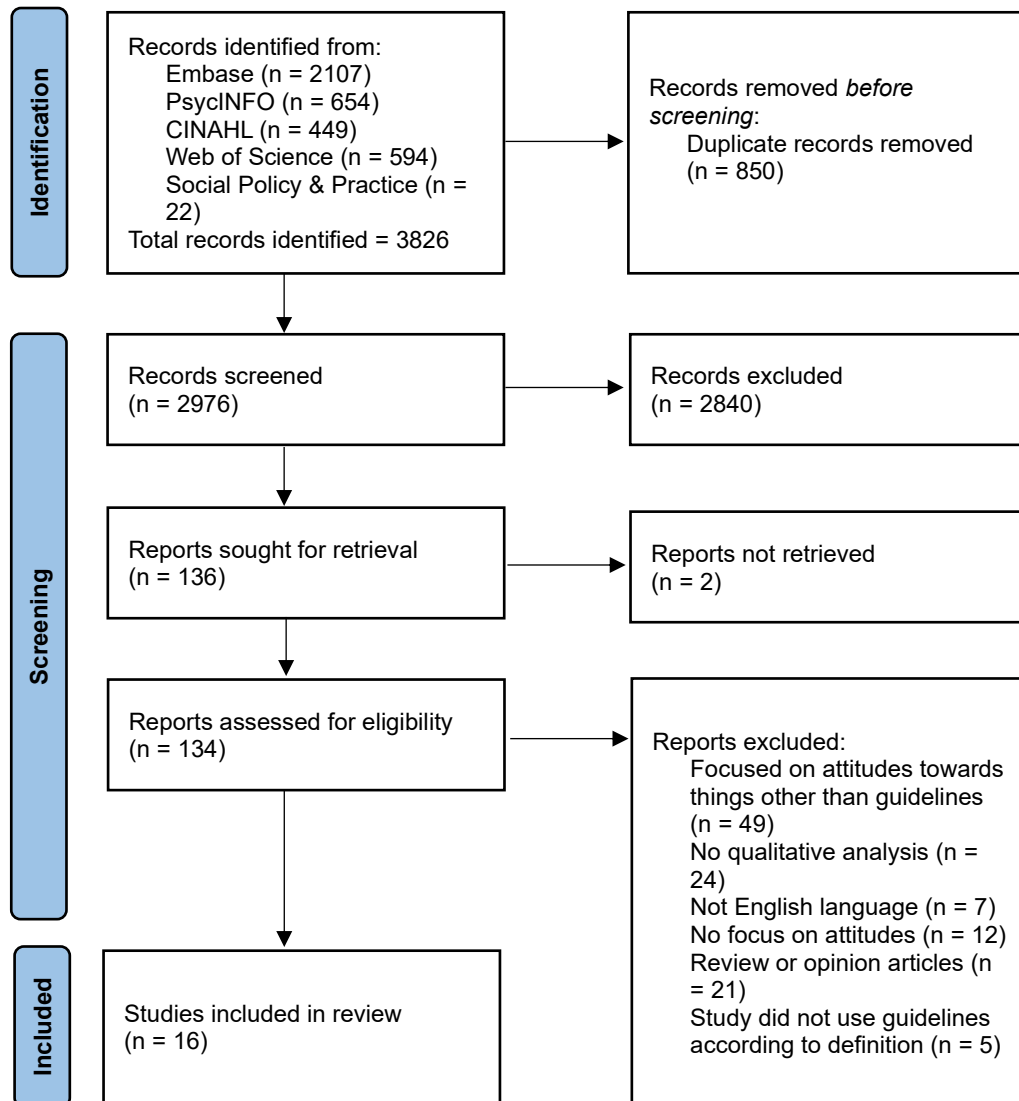 Identification
Records identified from:
Embase (n = 2107)
PsycINFO (n = 654)
CINAHL (n = 449)
Web of Science (n = 594)
Social Policy & Practice (n =
22)
Total records identified = 3826
Records removed before
screening:
Duplicate records removed
(n = 850)
Screening
Records screened
(n = 2976)
Records excluded
(n = 2840)
Reports sought for retrieval
(n = 136)
Reports not retrieved
(n = 2)
Reports assessed for eligibility
(n = 134)
Reports excluded:
Focused on attitudes towards
things other than guidelines
(n = 49)
No qualitative analysis (n =
24)
Not English language (n = 7)
No focus on attitudes (n = 12)
Review or opinion articles (n
= 21)
Study did not use guidelines
according to definition (n = 5)
Included
Studies included in review
(n = 16)